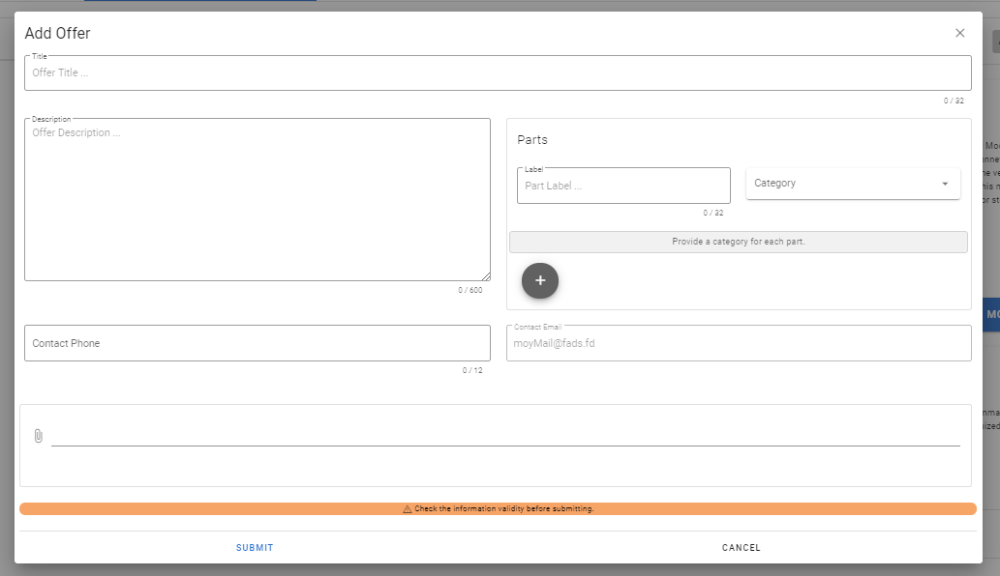 Add Offer
Title
Offer Title ...
0 / 32
Description
Offer Description ...
0 / 600
Parts
Label
Part Label ...
0 / 32
Category
Provide a category for each part.
+
Contact Phone
0 / 12
Contact Email
moyMail@fads.fd
⚠ Check the information validity before submitting.
SUBMIT
CANCEL
MO